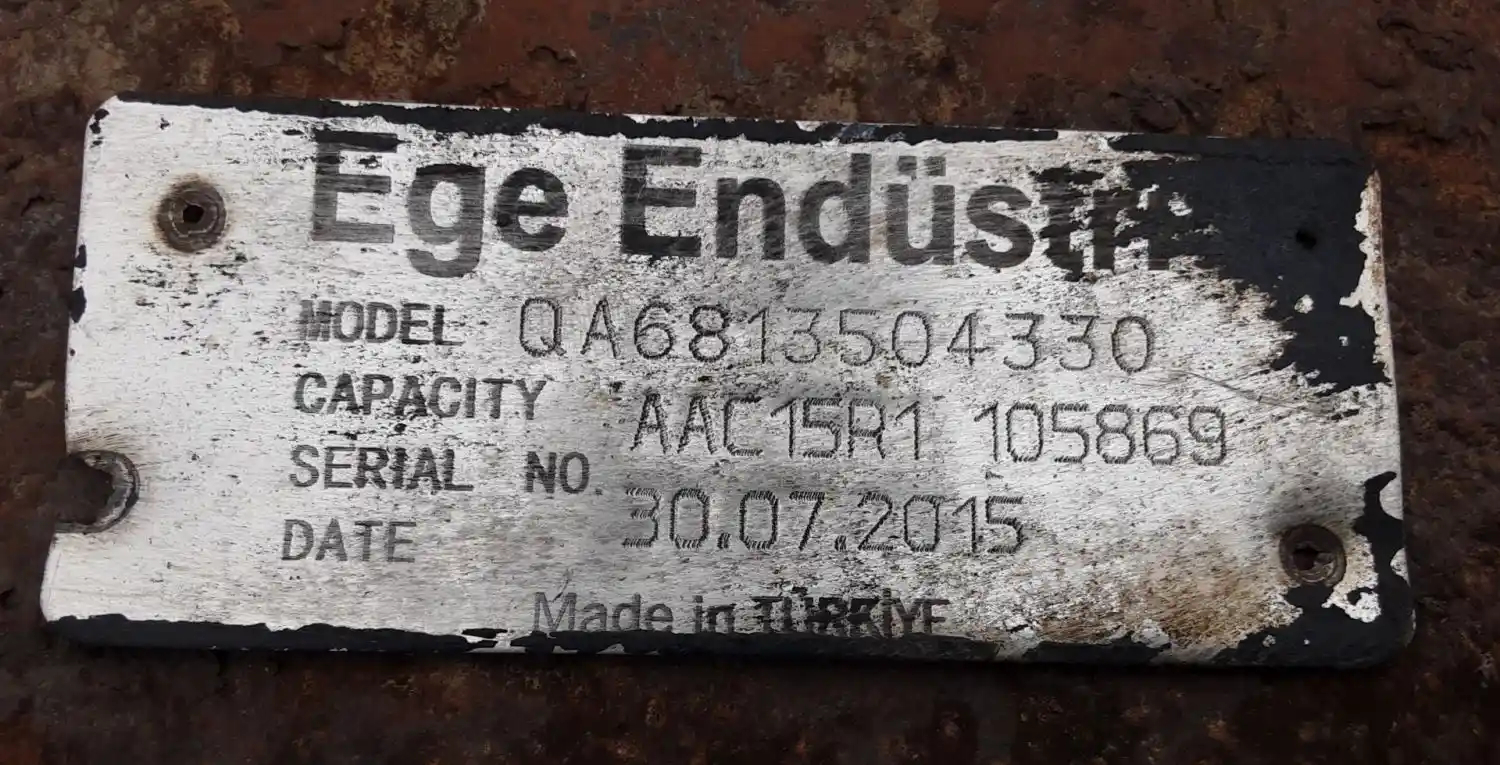 Ege Endüstri
MODEL QA6813504330
CAPACITY
AAC15R1 105869
SERIAL NO.
30.07.2015
DATE
Made in TÜRKİYE